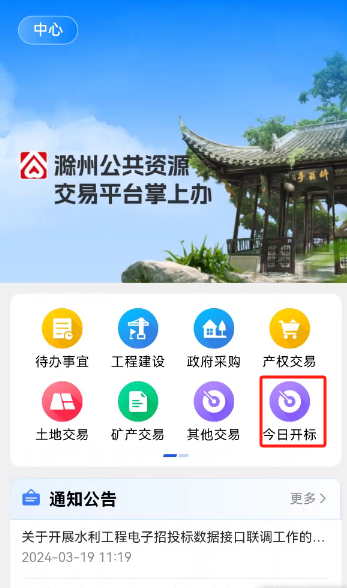 中心
滁州公共资源
交易平台掌上办
待办事宜 工程建设 政府采购 产权交易
土地交易 矿产交易 其他交易 今日开标
通知公告 更多 >
关于开展水利工程电子招投标数据接口联调工作的...
2024-03-19 11:19